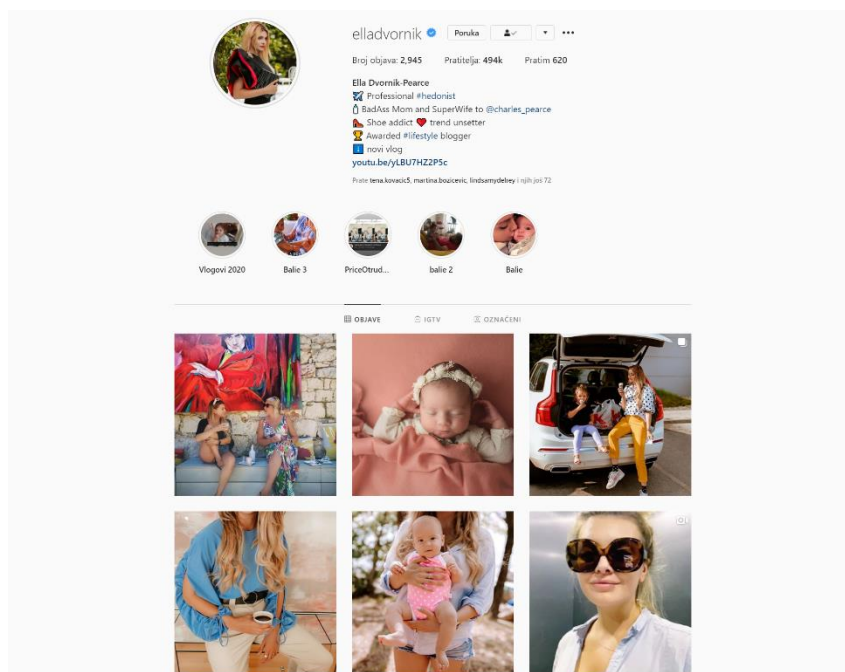 elladvornik Poruka
Broj objava: 2,945 Pratitelja: 494k Pratim 620
Ella Dvornik-Pearce
Professional #hedonist
BadAss Mom and SuperWife to @charles_pearce
Shoe addict ❤ trend unsetter
Awarded #lifestyle blogger
novi vlog
youtu.be/yLBU7HZ2P5c
Prate tena.kovacic5, martina.bozicevic, lindsamydebey i njih još 72
Vlogovi 2020 Balie 3 PriceOtrud... balie 2 Balie
OBJAVE IGTV OZNAČENI